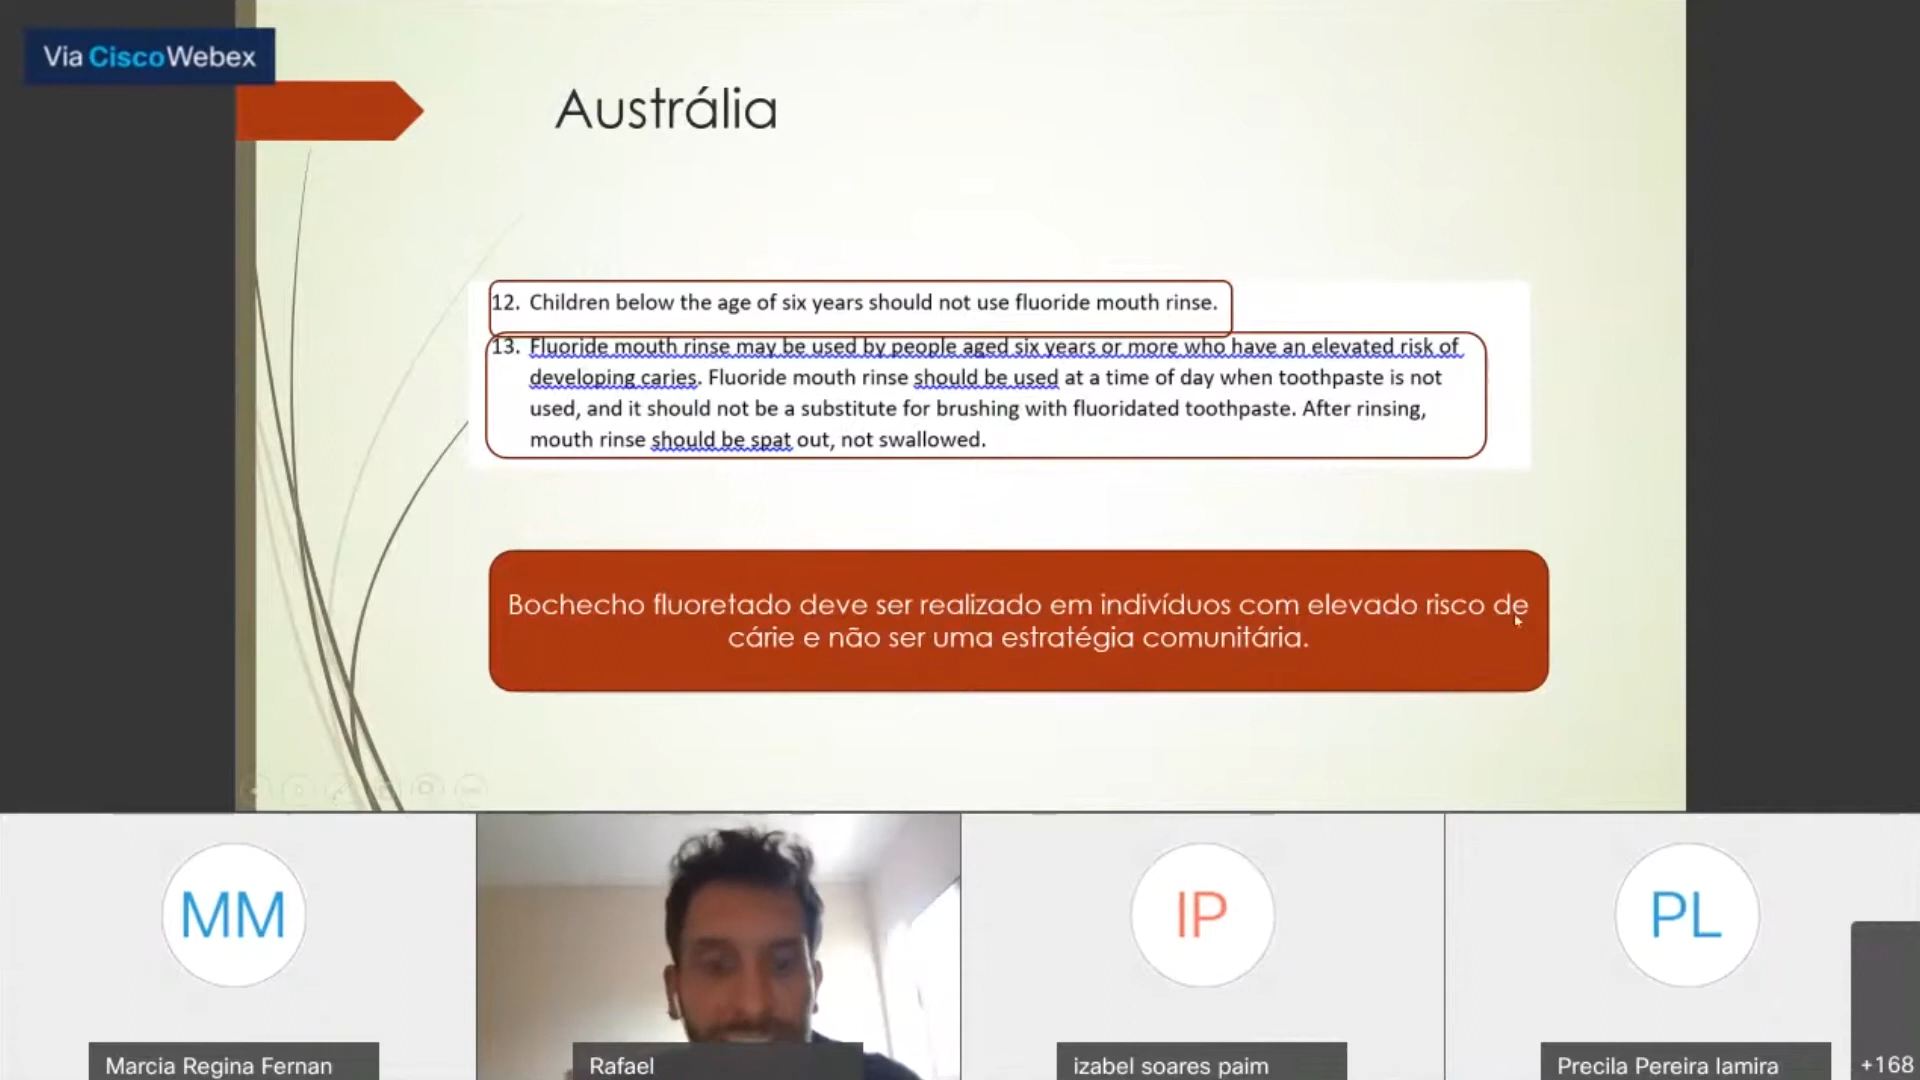 Via CiscoWebex
Austrália
12. Children below the age of six years should not use fluoride mouth rinse.
13. Fluoride mouth rinse may be used by people aged six years or more who have an elevated risk of
developing caries. Fluoride mouth rinse should be used at a time of day when toothpaste is not
used, and it should not be a substitute for brushing with fluoridated toothpaste. After rinsing,
mouth rinse should be spat out, not swallowed.
Bochecho fluoretado deve ser realizado em indivíduos com elevado risco de
cárie e não ser uma estratégia comunitária.
MM
IP
PL
Marcia Regina Fernan
Rafael
izabel soares paim
Precila Pereira lamira
+168